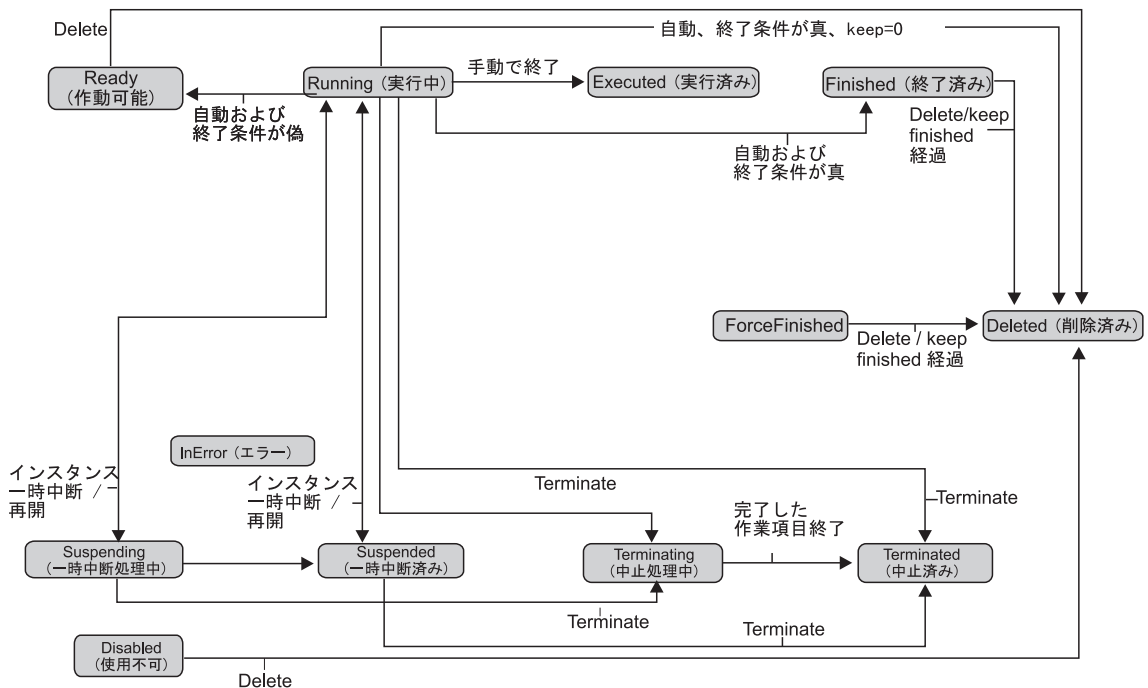 Delete
自動、終了条件が真、keep=0
Ready
(作動可能)
Running (実行中)
手動で終了
Executed (実行済み)
Finished (終了済み)
自動および
終了条件が偽
自動および
終了条件が真
Delete/keep
finished
経過
ForceFinished
Delete / keep
finished 経過
Deleted (削除済み)
InError (エラー)
インスタンス
一時中断 /
再開
インスタンス
一時中断 /
再開
Terminate
完了した
作業項目終了
Terminate
Suspending
(一時中断処理中)
Suspended
(一時中断済み)
Terminating
(中止処理中)
Terminated
(中止済み)
Terminate
Terminate
Disabled
(使用不可)
Delete